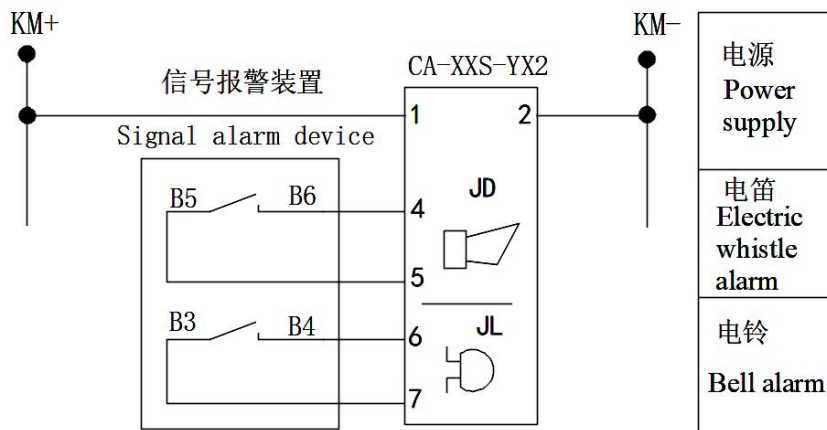 KM+
KM-
CA-XXS-YX2
信号报警装置
1
2
Signal alarm device
B5
B6
4
JD
5
B3
B4
6
JL
7
电源
Power
supply
电笛
Electric
whistle
alarm
电铃
Bell alarm